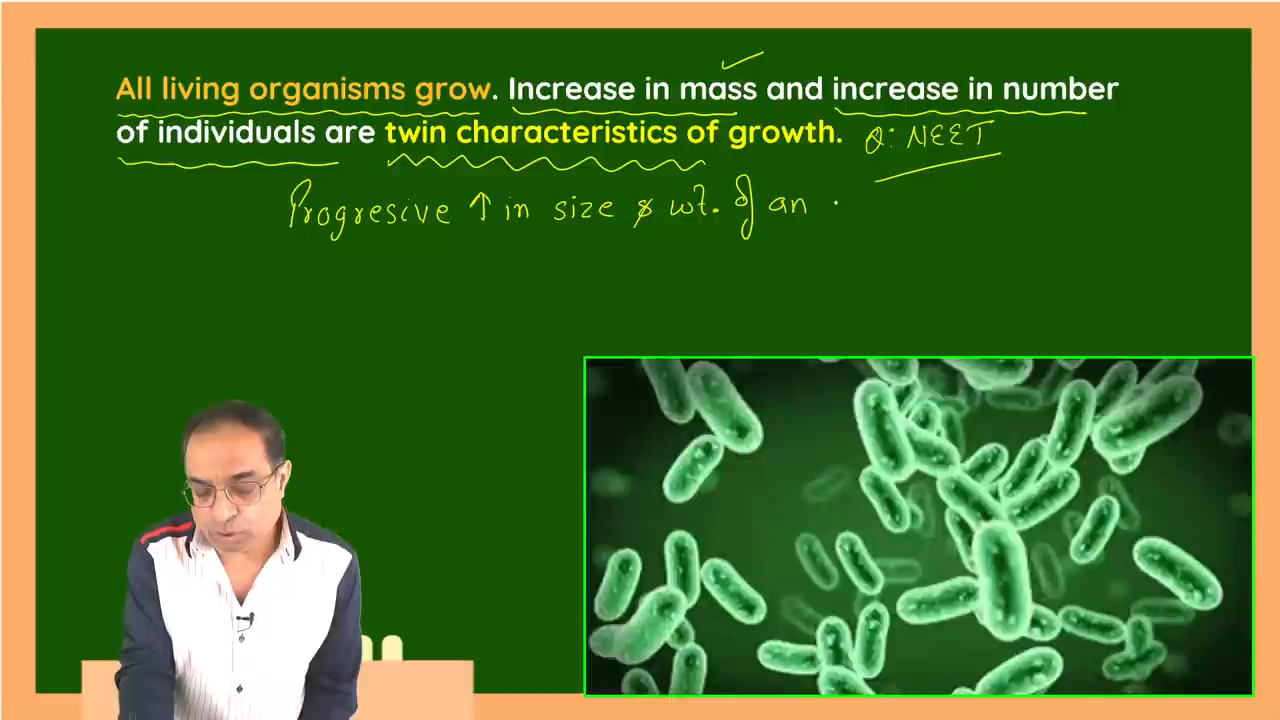 All living organisms grow. Increase in mass and increase in number
of individuals are twin characteristics of growth. Q: NEET
Progresive ↑ in size & wt. of an